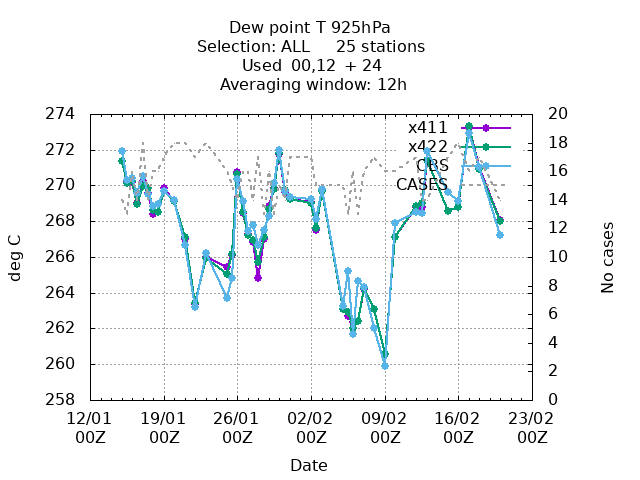 Dew point T 925hPa
Selection: ALL 25 stations
Used 00,12 + 24
Averaging window: 12h
274
272
270
268
266
264
262
260
258
deg C
20
18
16
14
12
10
8
6
4
2
0
No cases
x411
x422
OBS
CASES
12/01 19/01 26/01 02/02 09/02 16/02 23/02
00Z 00Z 00Z 00Z 00Z 00Z 00Z
Date